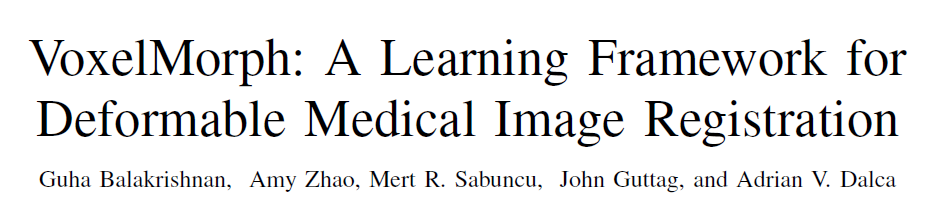 VoxelMorph: A Learning Framework for
Deformable Medical Image Registration
Guha Balakrishnan, Amy Zhao, Mert R. Sabuncu, John Guttag, and Adrian V. Dalca